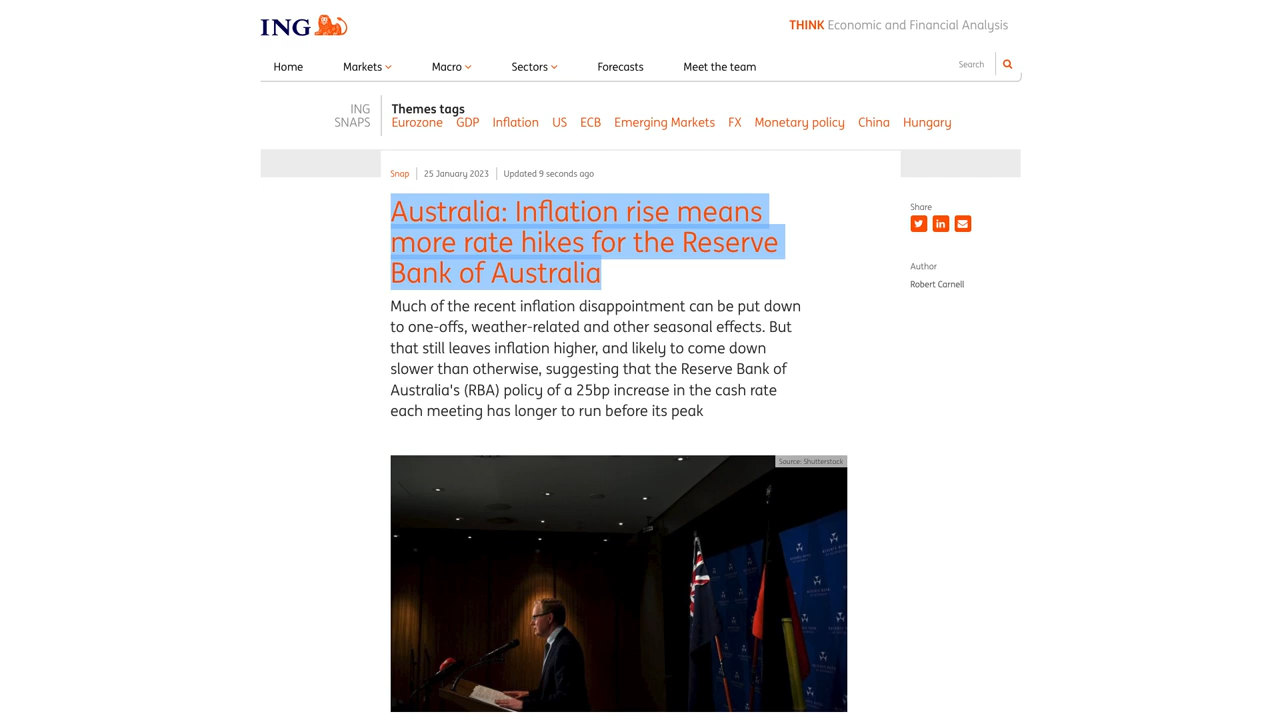 ING
THINK Economic and Financial Analysis
Home Markets Macro Sectors Forecasts Meet the team Search
ING
SNAPS
Themes tags
Eurozone GDP Inflation US ECB Emerging Markets FX Monetary policy China Hungary
Snap 25 January 2023 Updated 9 seconds ago
Australia: Inflation rise means
more rate hikes for the Reserve
Bank of Australia
Much of the recent inflation disappointment can be put down
to one-offs, weather-related and other seasonal effects. But
that still leaves inflation higher, and likely to come down
slower than otherwise, suggesting that the Reserve Bank of
Australia's (RBA) policy of a 25bp increase in the cash rate
each meeting has longer to run before its peak
Share
in
Author
Robert Carnell
Source: Shutterstock